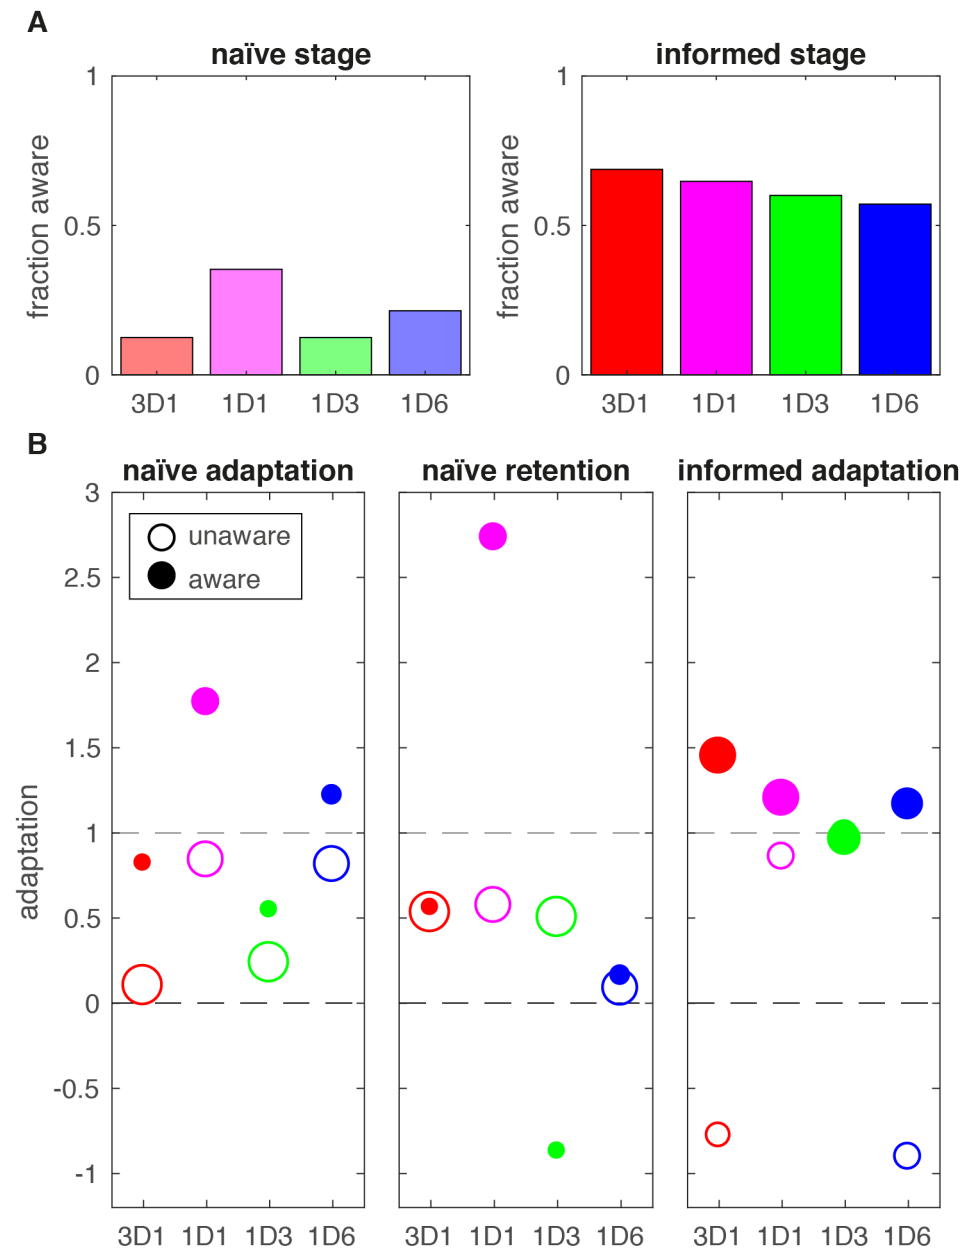 A
naïve stage
informed stage
fraction aware
1
0.5
0
3D1 1D1 1D3 1D6
fraction aware
1
0.5
0
3D1 1D1 1D3 1D6
B
naïve adaptation
naïve retention
informed adaptation
adaptation
3
2.5
2
1.5
1
0.5
0
-0.5
-1
unaware
aware
3D1 1D1 1D3 1D6
3D1 1D1 1D3 1D6
3D1 1D1 1D3 1D6